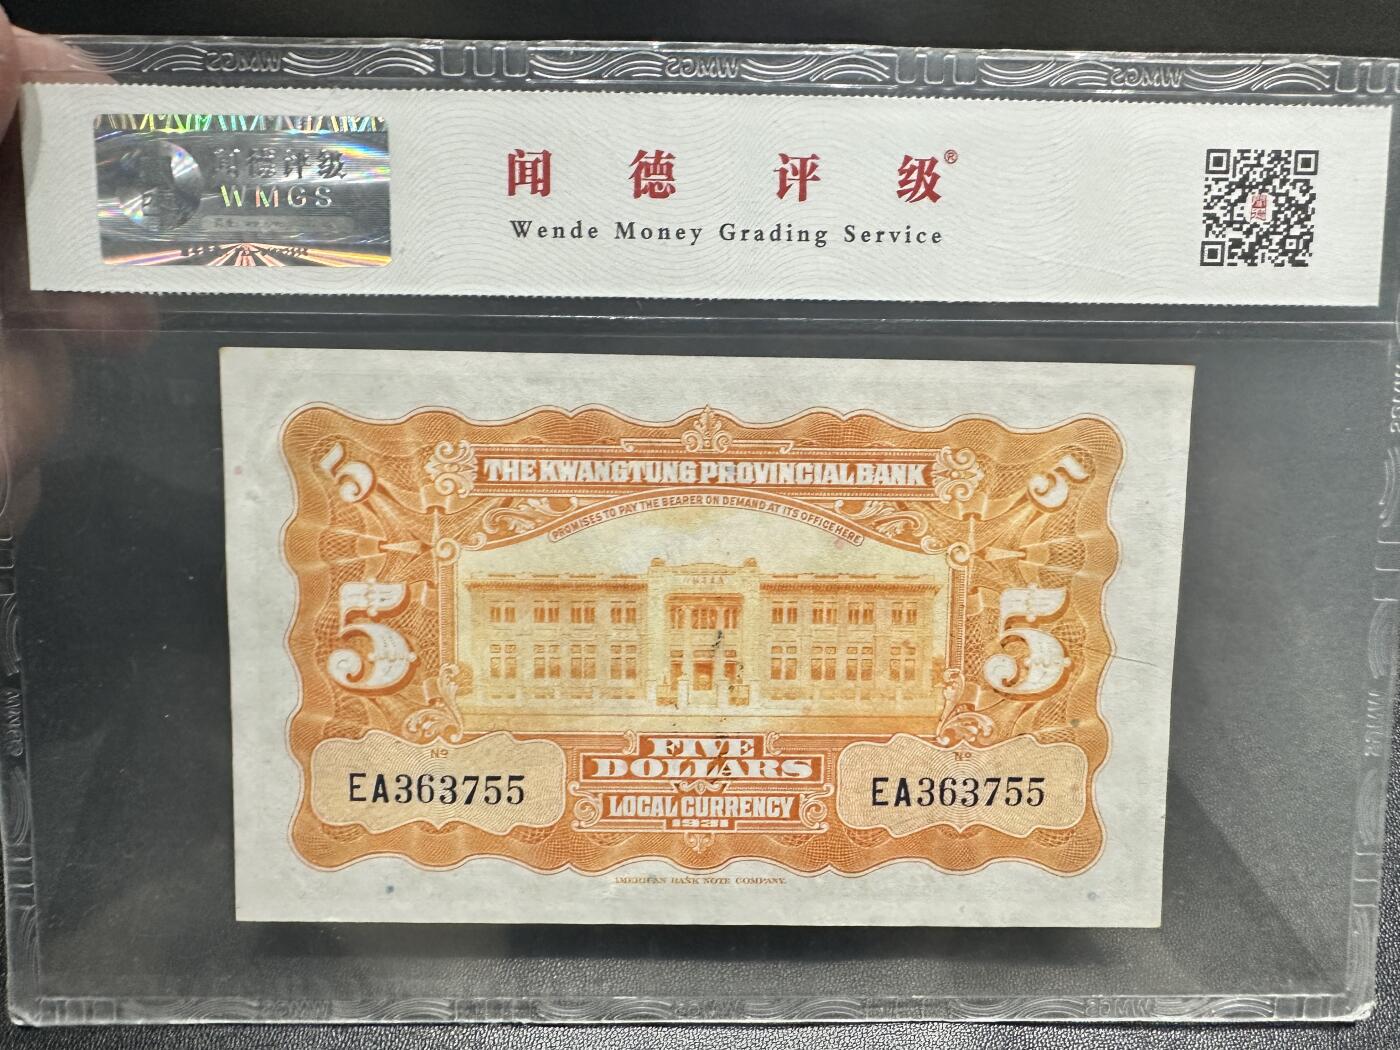 闻德评级
WMGS
闻 德 评 级®
Wende Money Grading Service
THE KWANGTUNG PROVINCIAL BANK
PROMISES TO PAY THE BEARER ON DEMAND AT ITS OFFICE HERE
5 5
5 5
FIVE
DOLLARS
Nº Nº
EA363755 EA363755
LOCAL CURRENCY
1931
AMERICAN BANK NOTE COMPANY.